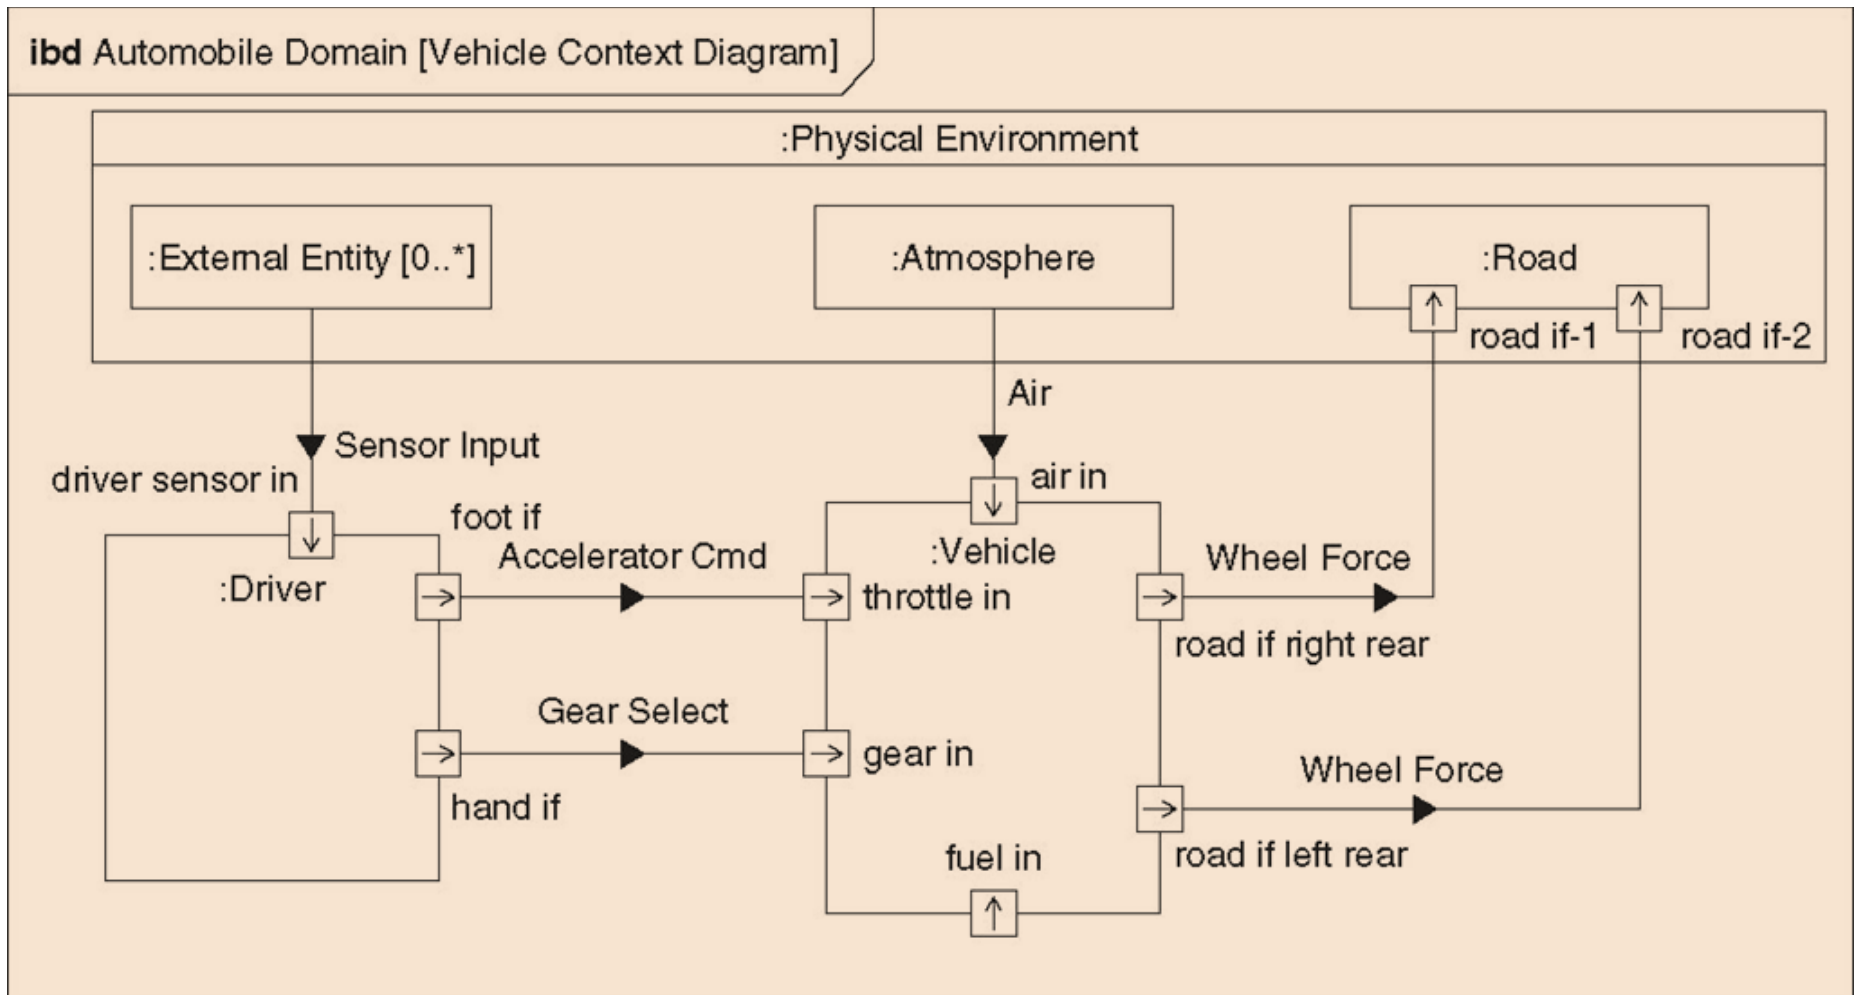 ibd Automobile Domain [Vehicle Context Diagram]
:Physical Environment
:External Entity [0..*]
:Atmosphere
:Road
road if-1
road if-2
Air
Sensor Input
driver sensor in
air in
foot if
Accelerator Cmd
:Vehicle
Wheel Force
:Driver
throttle in
road if right rear
Gear Select
gear in
Wheel Force
hand if
fuel in
road if left rear